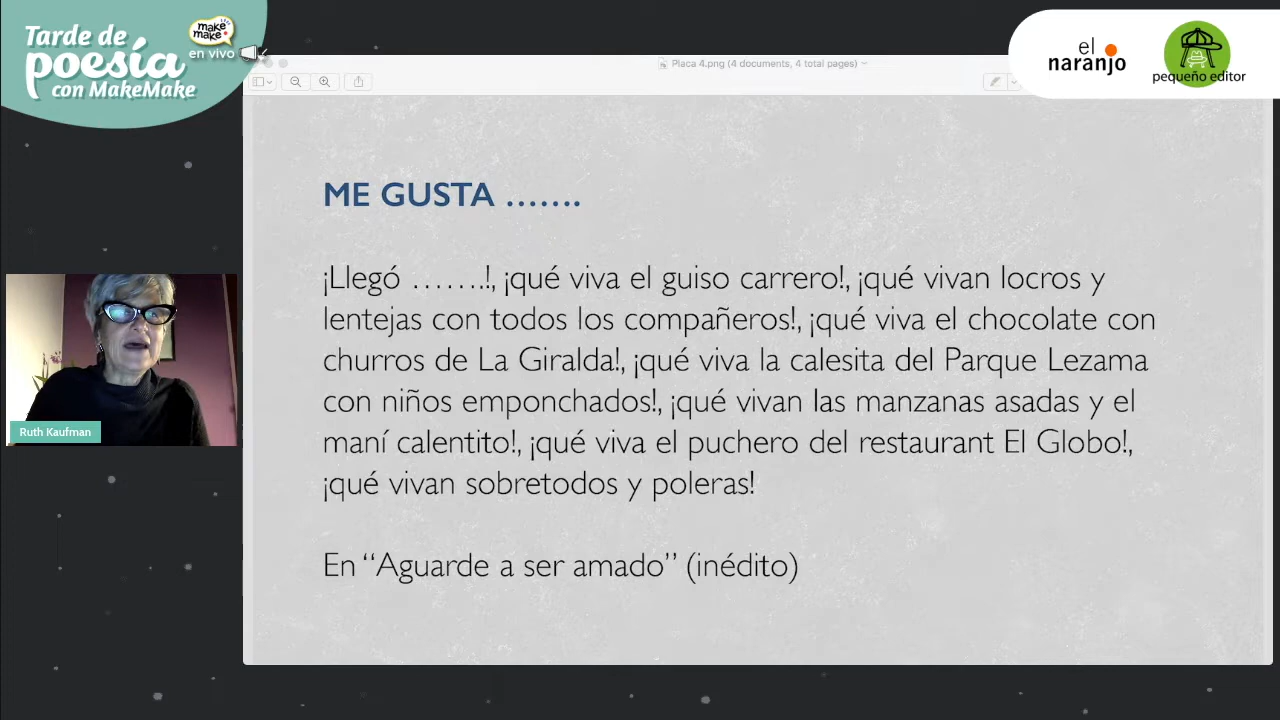 Tarde de
poesía
con MakeMake
make
make
en vivo
Placa 4.png (4 documents, 4 total pages)
el
naranjo
pequeño editor
ME GUSTA .......
¡Llegó .......!, ¡qué viva el guiso carrero!, ¡qué vivan locros y
lentejas con todos los compañeros!, ¡qué viva el chocolate con
churros de La Giralda!, ¡qué viva la calesita del Parque Lezama
con niños emponchados!, ¡qué vivan las manzanas asadas y el
maní calentito!, ¡qué viva el puchero del restaurant El Globo!,
¡qué vivan sobretodos y poleras!
En “Aguarde a ser amado” (inédito)
Ruth Kaufman